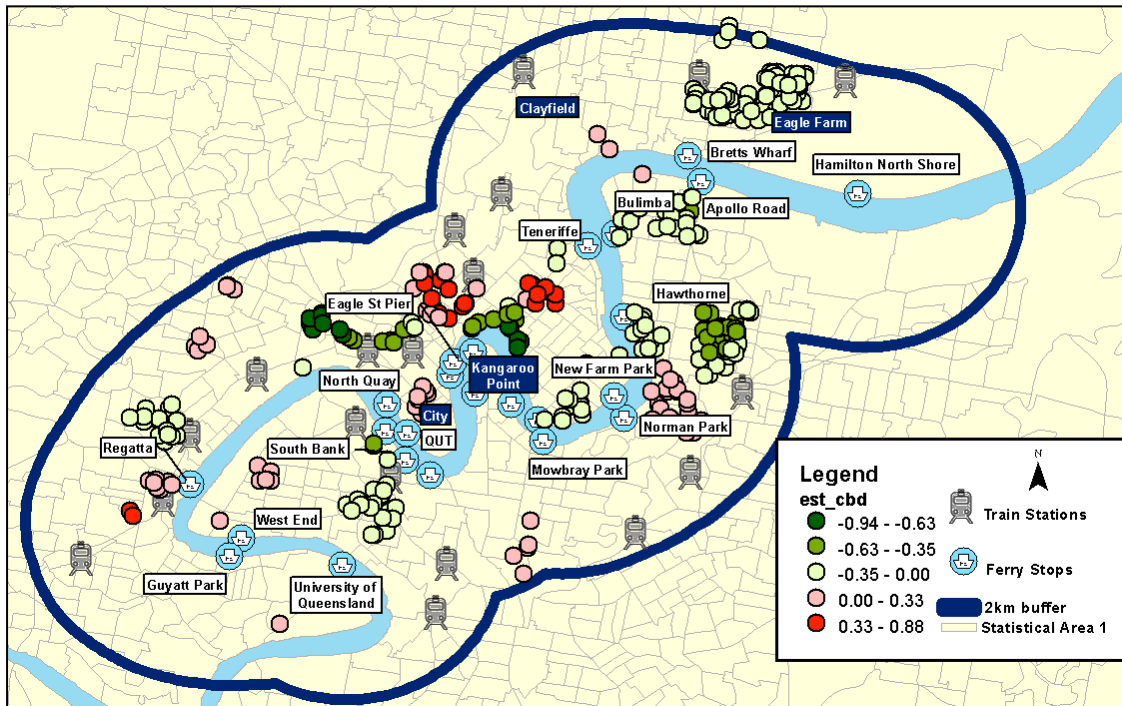 Clayfield
Eagle Farm
Bretts Wharf
Hamilton North Shore
Bulimba
Apollo Road
Teneriffe
Eagle St Pier
Hawthorne
Kangaroo
Point
New Farm Park
North Quay
City
Norman Park
QUT
South Bank
Regatta
Mowbray Park
West End
Guyatt Park
University of
Queensland
Legend
est_cbd
-0.94 - -0.63
-0.63 - -0.35
-0.35 - 0.00
0.00 - 0.33
0.33 - 0.88
N
Train Stations
Ferry Stops
2km buffer
Statistical Area 1